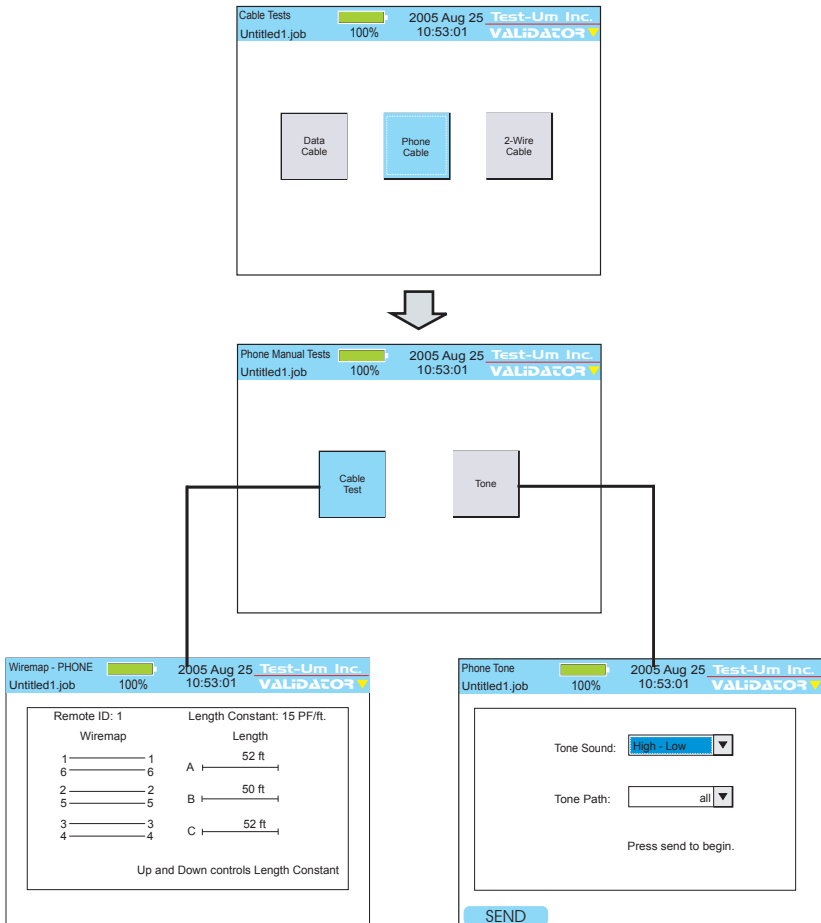 Cable Tests
Untitled1.job
100%
2005 Aug 25
10:53:01
Test-Um Inc.
VALiDATOR
Data
Cable
Phone
Cable
2-Wire
Cable
Phone Manual Tests
Untitled1.job
100%
2005 Aug 25
10:53:01
Test-Um Inc.
VALiDATOR
Cable
Test
Tone
Wiremap - PHONE
Untitled1.job
100%
2005 Aug 25
10:53:01
Test-Um Inc.
VALiDATOR
Remote ID: 1
Length Constant: 15 PF/ft.
Wiremap
Length
1 1
6 6
A 52 ft
2 2
5 5
B 50 ft
3 3
4 4
C 52 ft
Up and Down controls Length Constant
Phone Tone
Untitled1.job
100%
2005 Aug 25
10:53:01
Test-Um Inc.
VALiDATOR
Tone Sound: High - Low
Tone Path: all
Press send to begin.
SEND